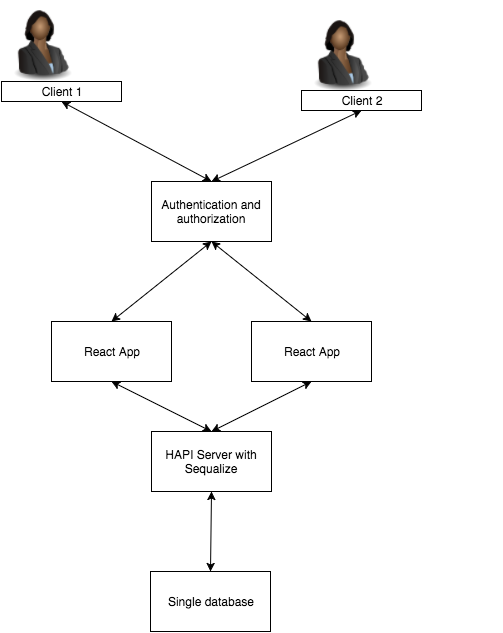 Client 1
Client 2
Authentication and
authorization
React App
React App
HAPI Server with
Sequalize
Single database